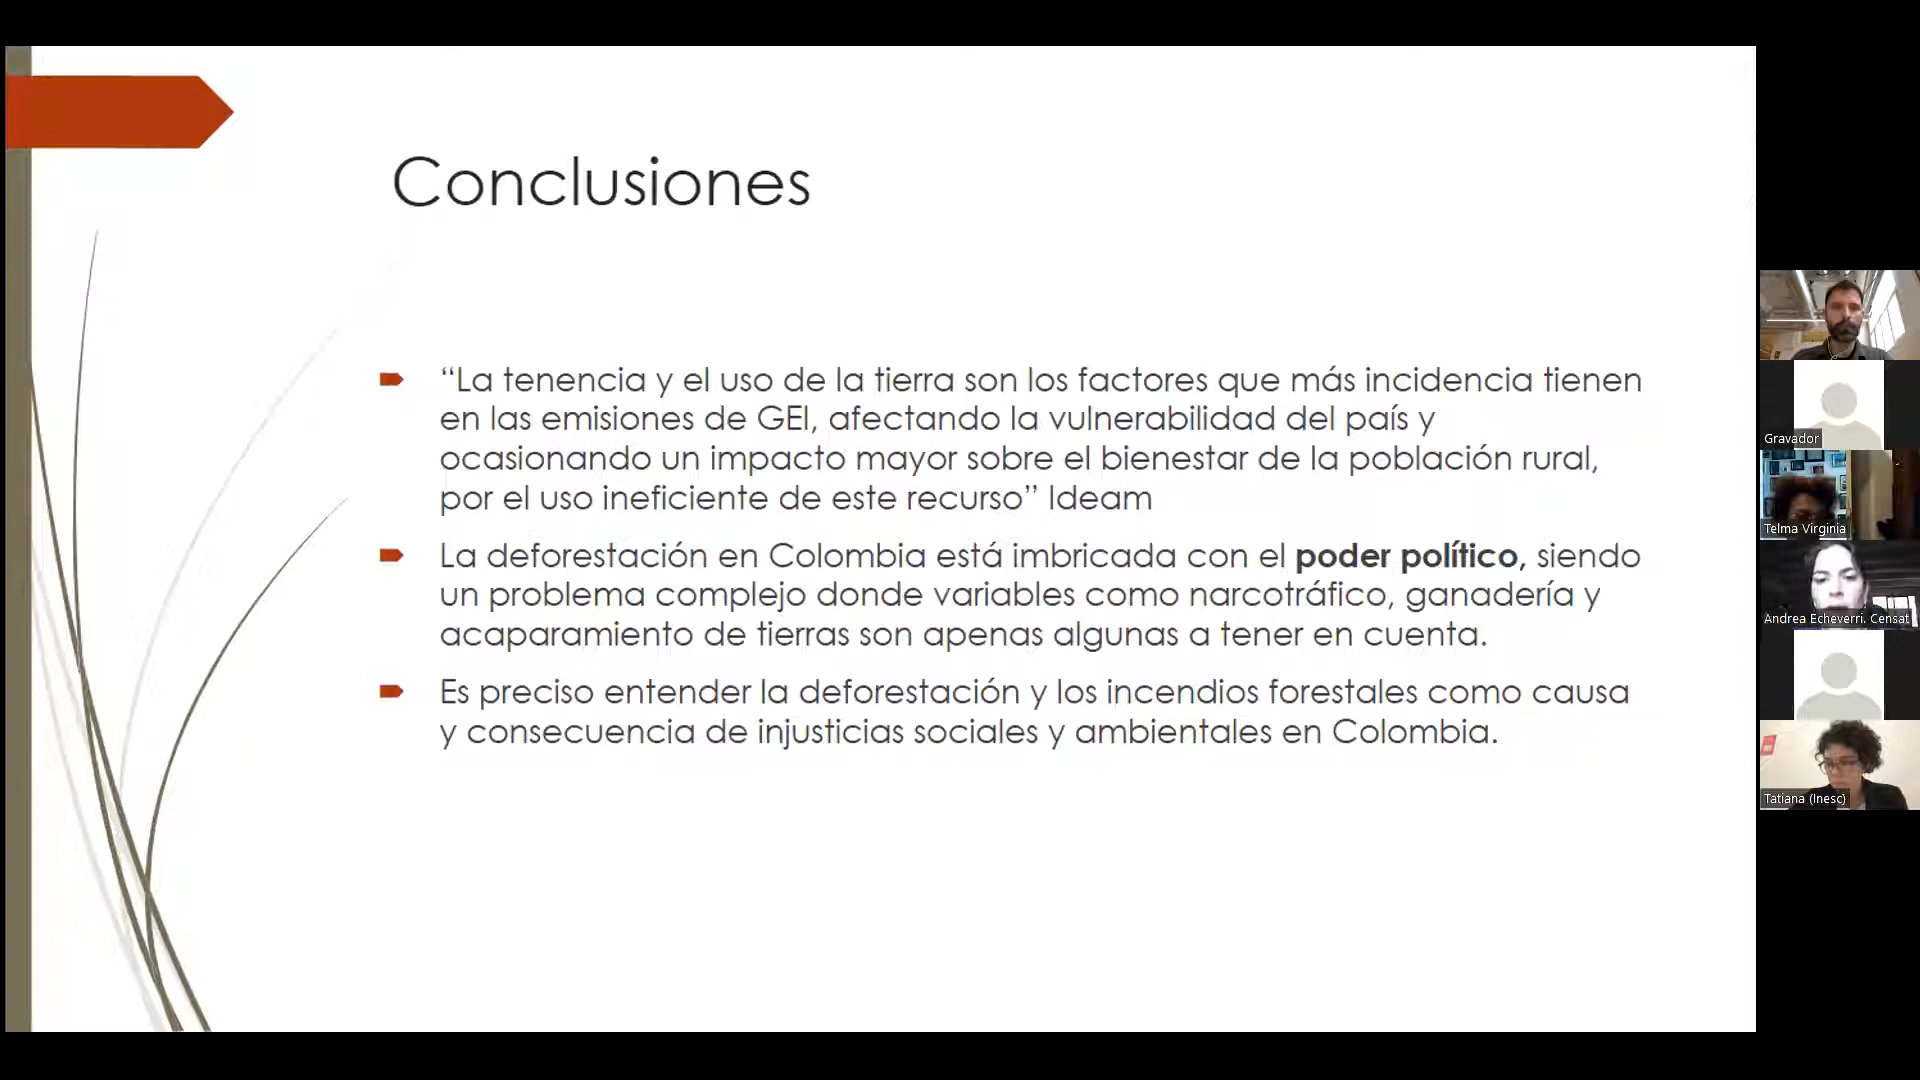 Conclusiones
“La tenencia y el uso de la tierra son los factores que más incidencia tienen
en las emisiones de GEI, afectando la vulnerabilidad del país y
ocasionando un impacto mayor sobre el bienestar de la población rural,
por el uso ineficiente de este recurso” Ideam
La deforestación en Colombia está imbricada con el poder político, siendo
un problema complejo donde variables como narcotráfico, ganadería y
acaparamiento de tierras son apenas algunas a tener en cuenta.
Es preciso entender la deforestación y los incendios forestales como causa
y consecuencia de injusticias sociales y ambientales en Colombia.
Gravador
Telma Virginia
Andrea Echeverri. Censat
Tatiana (Inesc)